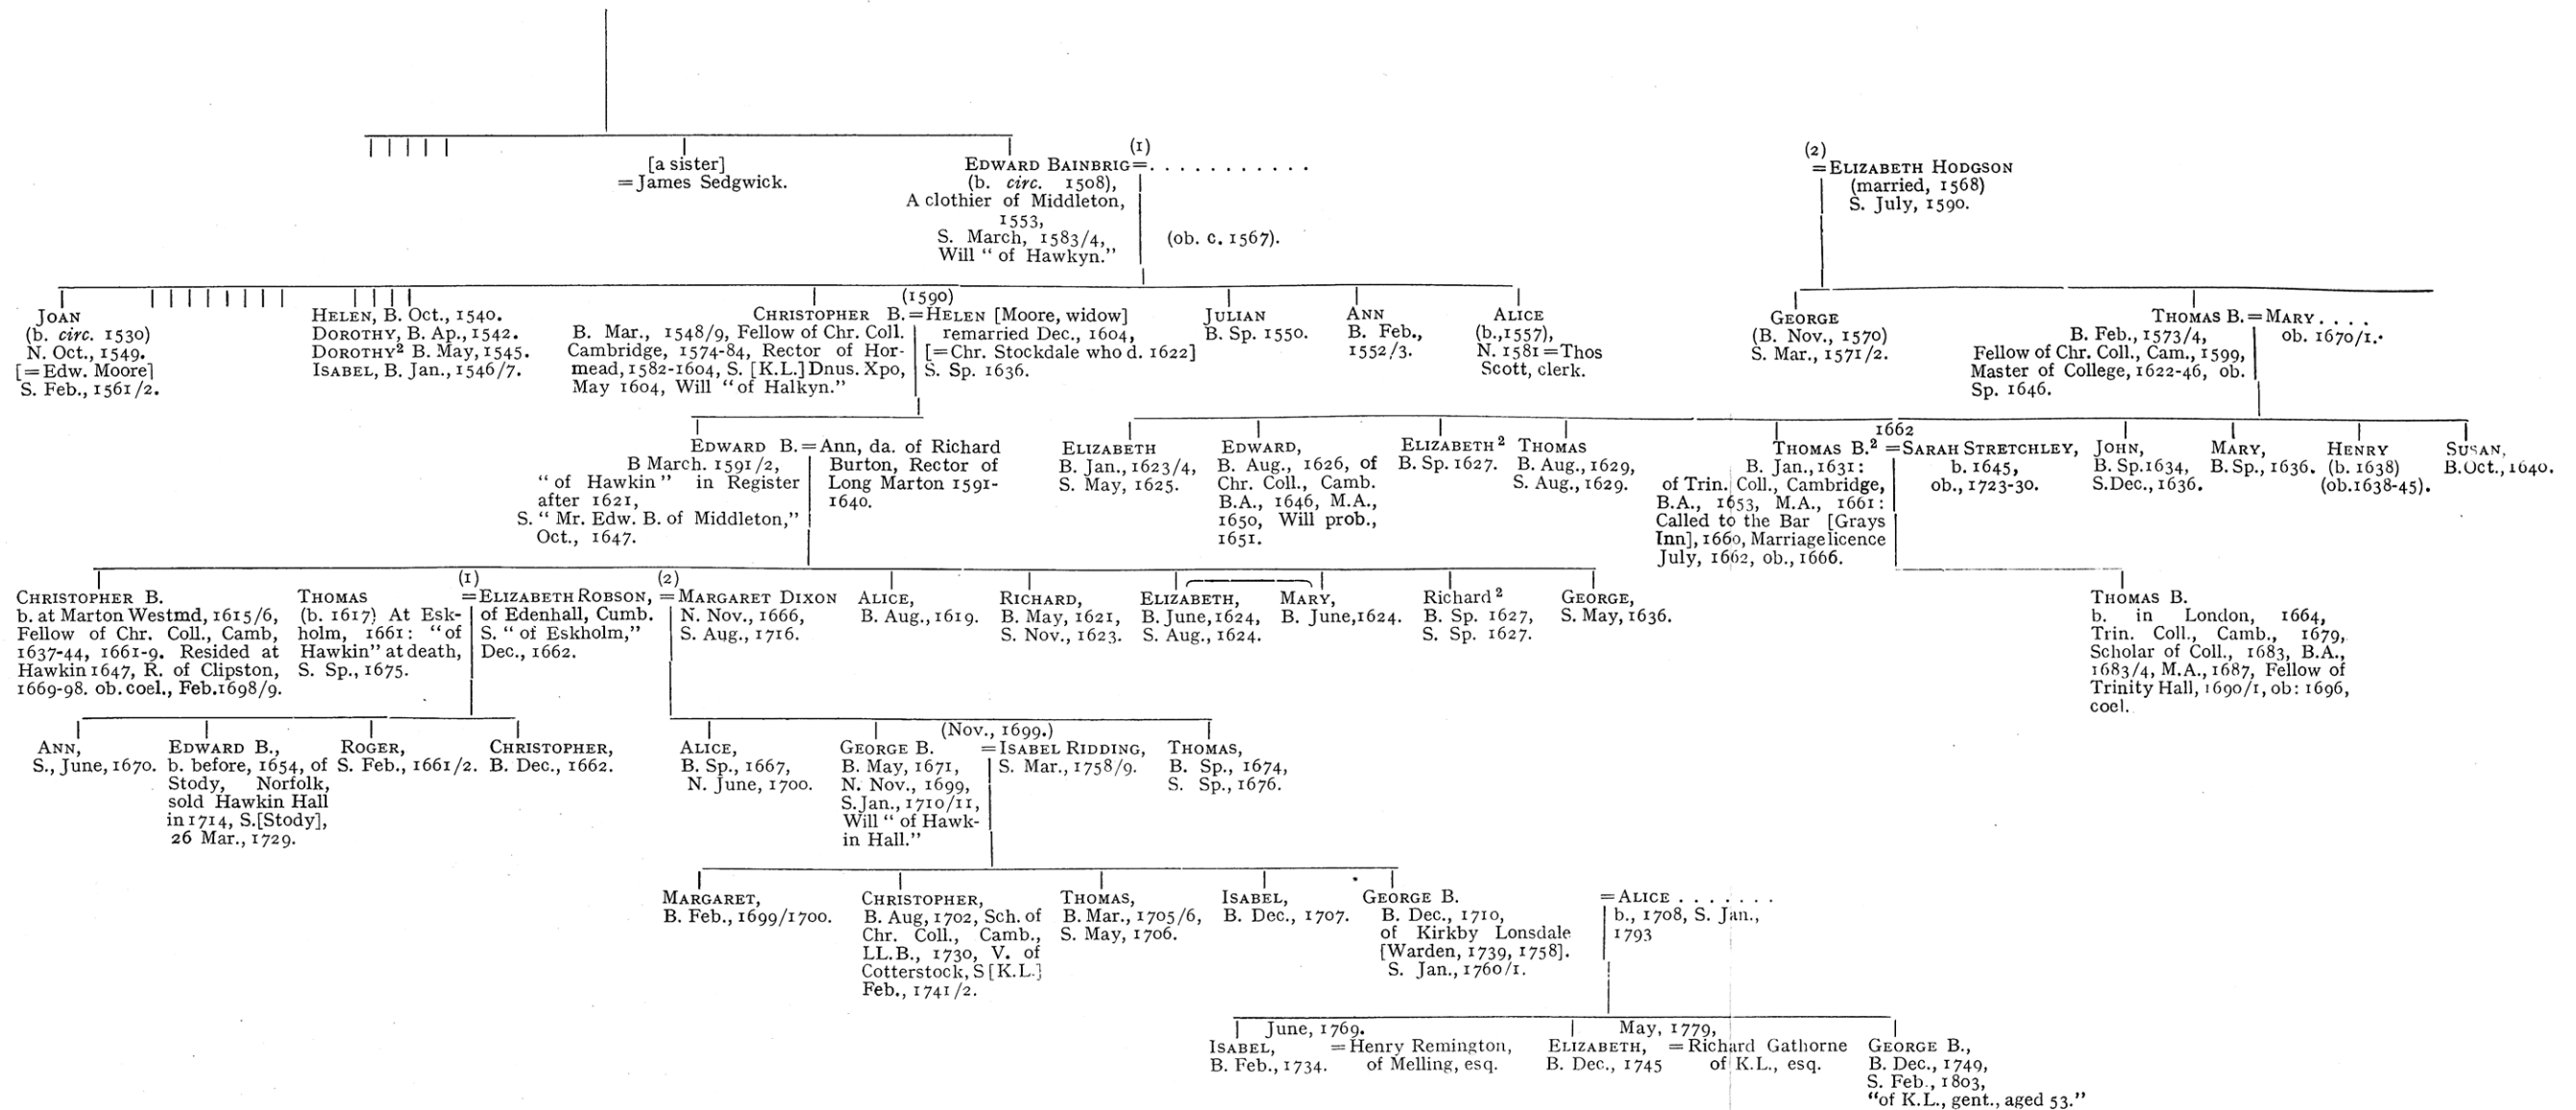 [a sister]
=James Sedgwick.
(1)
EDWARD BAINBRIG=. . . . . . . . . . .
(b. circ. 1508),
A clothier of Middleton,
1553,
S. March, 1583/4,
Will “ of Hawkyn.”
(ob. c. 1567).
(2)
=ELIZABETH HODGSON
(married, 1568)
S. July, 1590.
JOAN
(b. circ. 1530)
N. Oct., 1549.
[=Edw. Moore]
S. Feb., 1561/2.
HELEN, B. Oct., 1540.
DOROTHY, B. Ap., 1542.
DOROTHY² B. May, 1545.
ISABEL, B. Jan., 1546/7.
(1590)
CHRISTOPHER B.=HELEN [Moore, widow]
B. Mar., 1548/9, Fellow of Chr. Coll.
Cambridge, 1574-84, Rector of Hor-
mead, 1582-1604, S. [K.L.] Dnus. Xpo,
May 1604, Will “of Halkyn.”
remarried Dec., 1604,
[=Chr. Stockdale who d. 1622]
S. Sp. 1636.
JULIAN
B. Sp. 1550.
ANN
B. Feb.,
1552/3.
ALICE
(b.,1557),
N. 1581=Thos
Scott, clerk.
GEORGE
(B. Nov., 1570)
S. Mar., 1571/2.
THOMAS B.=MARY . . . .
B. Feb., 1573/4,
Fellow of Chr. Coll., Cam., 1599,
Master of College, 1622-46, ob.
Sp. 1646.
ob. 1670/1.
EDWARD B.=Ann, da. of Richard
B March. 1591/2,
“ of Hawkin ” in Register
after 1621,
S. “ Mr. Edw. B. of Middleton,”
Oct., 1647.
Burton, Rector of
Long Marton 1591-
1640.
ELIZABETH
B. Jan., 1623/4,
S. May, 1625.
EDWARD,
B. Aug., 1626, of
Chr. Coll., Camb.
B.A., 1646, M.A.,
1650, Will prob.,
1651.
ELIZABETH²
B. Sp. 1627.
THOMAS
B. Aug., 1629,
S. Aug., 1629.
1662
THOMAS B.² =SARAH STRETCHLEY,
B. Jan., 1631:
of Trin. Coll., Cambridge,
B.A., 1653, M.A., 1661:
Called to the Bar [Grays
Inn], 1660, Marriage licence
July, 1662, ob., 1666.
b. 1645,
ob., 1723-30.
JOHN,
B. Sp. 1634,
S. Dec., 1636.
MARY,
B. Sp., 1636.
HENRY
(b. 1638)
(ob. 1638-45).
SUSAN,
B. Oct., 1640.
CHRISTOPHER B.
b. at Marton Westmd, 1615/6,
Fellow of Chr. Coll., Camb,
1637-44, 1661-9. Resided at
Hawkin 1647, R. of Clipston,
1669-98. ob. coel., Feb. 1698/9.
THOMAS
(b. 1617) At Esk-
holm, 1661: “of
Hawkin” at death,
S. Sp., 1675.
(1)
=ELIZABETH ROBSON,
of Edenhall, Cumb.
S. “ of Eskholm,”
Dec., 1662.
(2)
=MARGARET DIXON
N. Nov., 1666,
S. Aug., 1716.
ALICE,
B. Aug., 1619.
RICHARD,
B. May, 1621,
S. Nov., 1623.
ELIZABETH,
B. June, 1624,
S. Aug., 1624.
MARY,
B. June, 1624.
Richard²
B. Sp. 1627,
S. Sp. 1627.
GEORGE,
S. May, 1636.
THOMAS B.
b. in London, 1664,
Trin. Coll., Camb., 1679,
Scholar of Coll., 1683, B.A.,
1683/4, M.A., 1687, Fellow of
Trinity Hall, 1690/1, ob: 1696,
coel.
ANN,
S., June, 1670.
EDWARD B.,
b. before, 1654, of
Stody, Norfolk,
sold Hawkin Hall
in 1714, S. [Stody],
26 Mar., 1729.
ROGER,
S. Feb., 1661/2.
CHRISTOPHER,
B. Dec., 1662.
ALICE,
B. Sp., 1667,
N. June, 1700.
(Nov., 1699.)
GEORGE B. =ISABEL RIDDING,
B. May, 1671,
N. Nov., 1699,
S. Jan., 1710/11,
Will “ of Hawk-
in Hall.”
S. Mar., 1758/9.
THOMAS,
B. Sp., 1674,
S. Sp., 1676.
MARGARET,
B. Feb., 1699/1700.
CHRISTOPHER,
B. Aug, 1702, Sch. of
Chr. Coll., Camb.,
LL.B., 1730, V. of
Cotterstock, S [K.L.]
Feb., 1741/2.
THOMAS,
B. Mar., 1705/6,
S. May, 1706.
ISABEL,
B. Dec., 1707.
GEORGE B.
B. Dec., 1710,
of Kirkby Lonsdale
[Warden, 1739, 1758].
S. Jan., 1760/1.
=ALICE . . . . . . .
b., 1708, S. Jan.,
1793
June, 1769.
ISABEL, =Henry Remington,
B. Feb., 1734. of Melling, esq.
May, 1779,
ELIZABETH, =Richard Gathorne
B. Dec., 1745 of K.L., esq.
GEORGE B.,
B. Dec., 1749,
S. Feb., 1803,
“of K.L., gent., aged 53.”